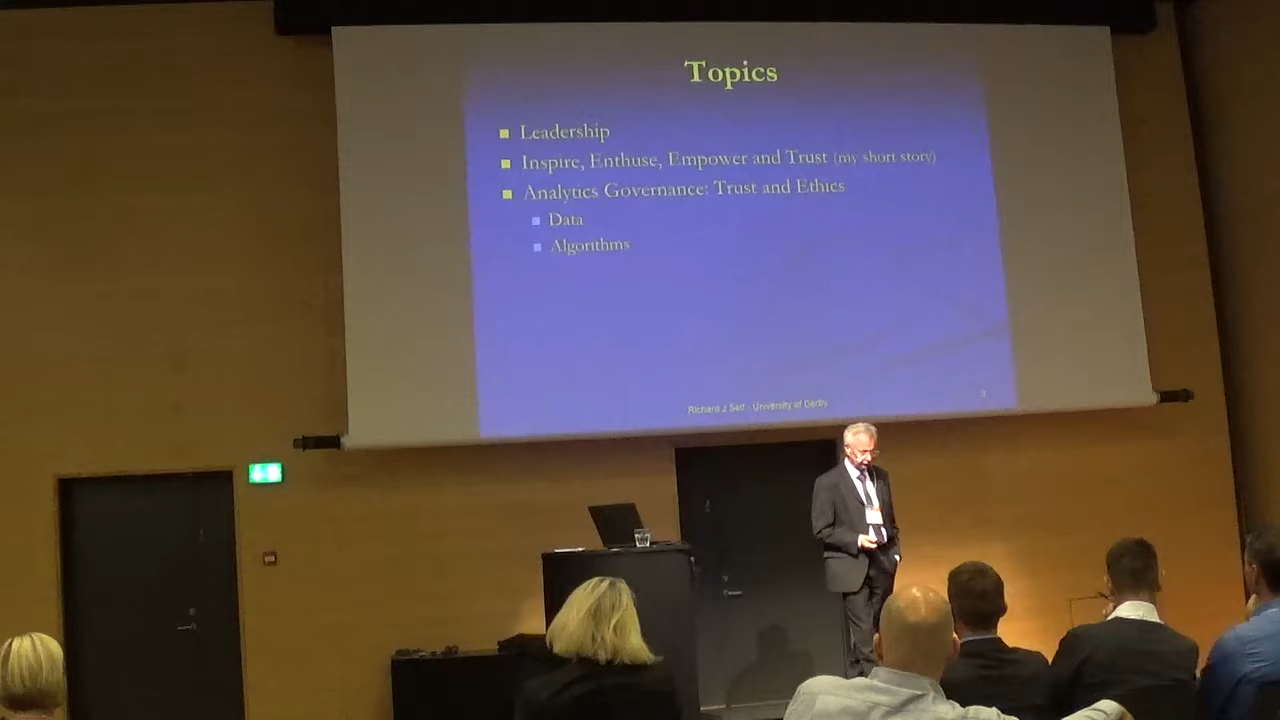 Topics
Leadership
Inspire, Enthuse, Empower and Trust (my short story)
Analytics Governance: Trust and Ethics
Data
Algorithms
Richard J Self - University of Derby
3